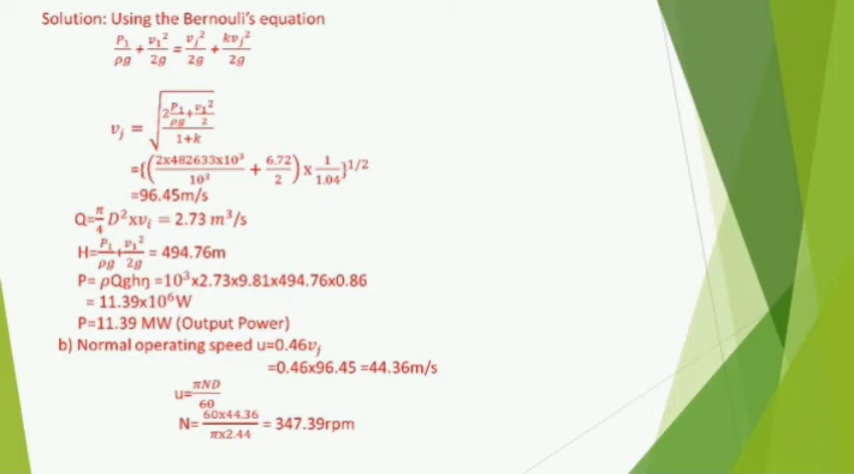 Solution: Using the Bernouli's equation
P₁/ρg + v₁²/2g = vⱼ²/2g + kvⱼ²/2g
vⱼ = √((2P₁/ρg + v₁²/2)/(1+k))
={(2x482633x10³/10³ + 6.72/2) x 1/1.04}1/2
=96.45m/s
Q=π/4 D²xvⱼ = 2.73 m³/s
H=P₁/ρg + v₁²/2g = 494.76m
P= ρQghη =10³x2.73x9.81x494.76x0.86
= 11.39x10⁶W
P=11.39 MW (Output Power)
b) Normal operating speed u=0.46vⱼ
=0.46x96.45 =44.36m/s
u=πND/60
N=60x44.36/πx2.44 = 347.39rpm